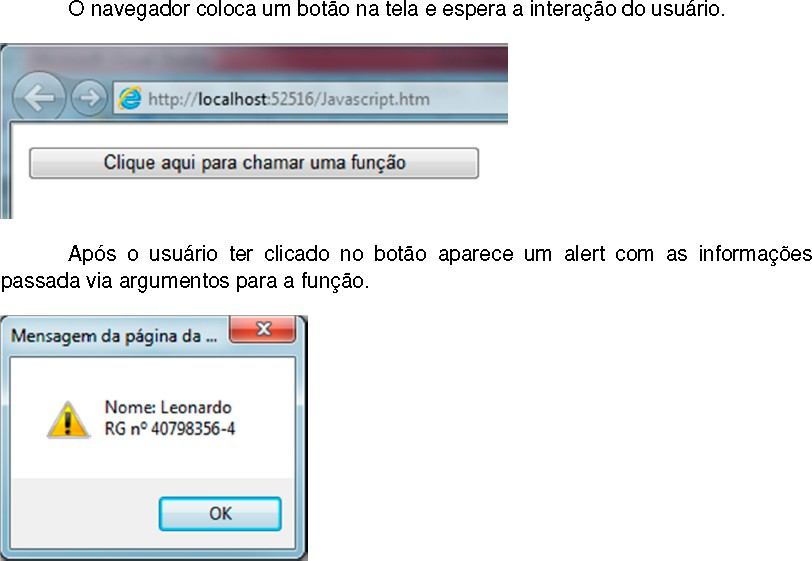 O navegador coloca um botão na tela e espera a interação do usuário.
http://localhost:52516/Javascript.htm
Clique aqui para chamar uma função
Após o usuário ter clicado no botão aparece um alert com as informações
passada via argumentos para a função.
Mensagem da página da ...
Nome: Leonardo
RG nº 40798356-4
OK